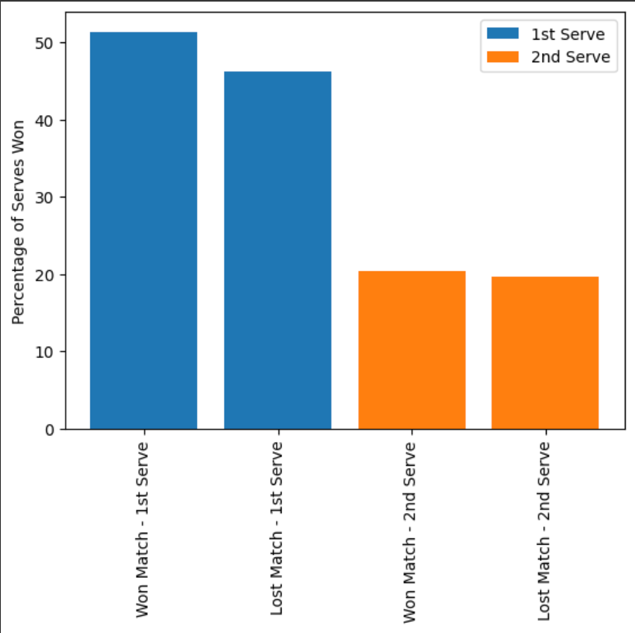 50
40
30
20
10
0
Percentage of Serves Won
1st Serve
2nd Serve
Won Match - 1st Serve
Lost Match - 1st Serve
Won Match - 2nd Serve
Lost Match - 2nd Serve